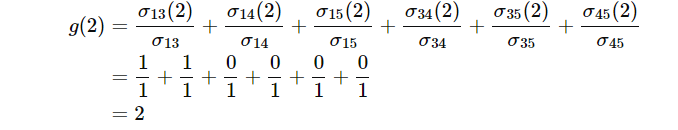 g(2) = σ13(2)/σ13 + σ14(2)/σ14 + σ15(2)/σ15 + σ34(2)/σ34 + σ35(2)/σ35 + σ45(2)/σ45
= 1/1 + 1/1 + 0/1 + 0/1 + 0/1 + 0/1
= 2